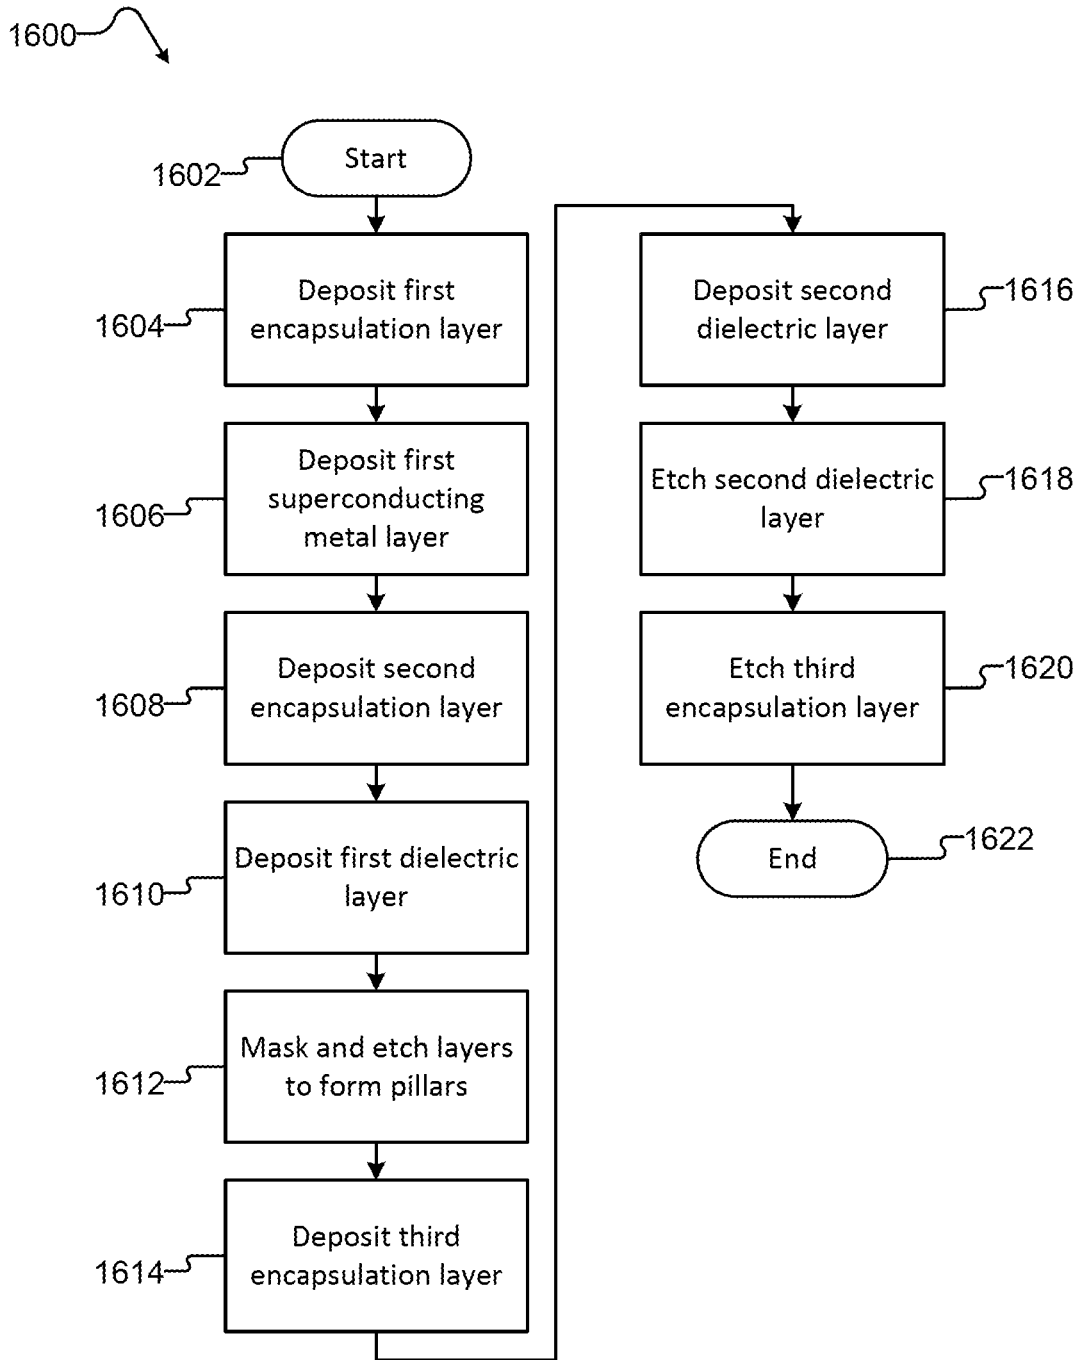 1600
Start
1602
Deposit first
encapsulation layer
1604
Deposit first
superconducting
metal layer
1606
Deposit second
encapsulation layer
1608
Deposit first dielectric
layer
1610
Mask and etch layers
to form pillars
1612
Deposit third
encapsulation layer
1614
Deposit second
dielectric layer
1616
Etch second dielectric
layer
1618
Etch third
encapsulation layer
1620
End
1622